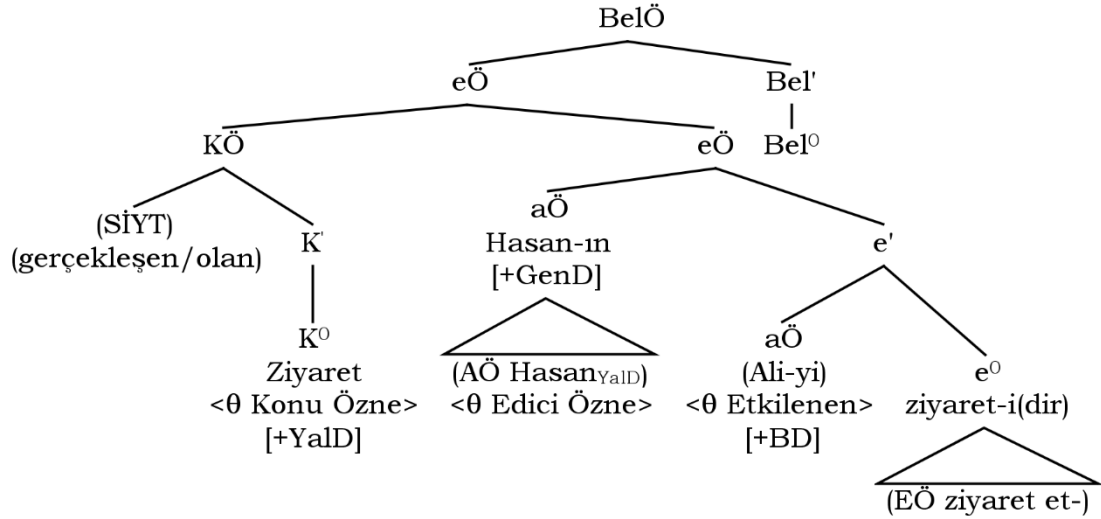 BelÖ
eÖ Bel'
KÖ eÖ Bel⁰
(SİYT) aÖ
(gerçekleşen/olan) K' Hasan-ın e'
[+GenD]
K⁰ aÖ
Ziyaret (AÖ HasanYalD) (Ali-yi) e⁰
<θ Konu Özne> <θ Edici Özne> <θ Etkilenen> ziyaret-i(dir)
[+YalD] [+BD]
(EÖ ziyaret et-)